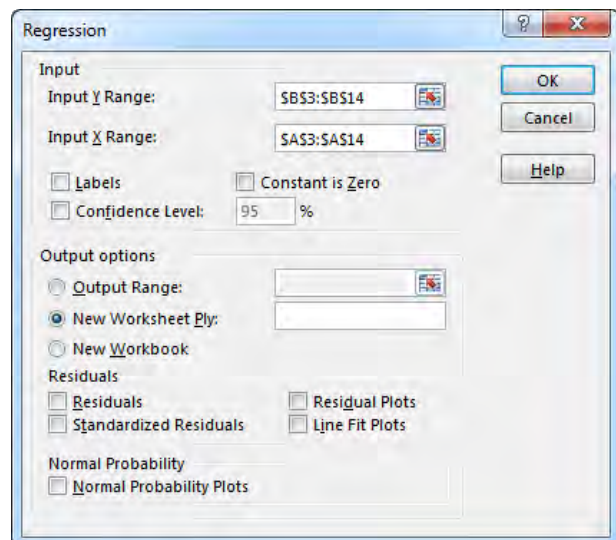 Regression
Input
Input Y Range:
$B$3:$B$14
Input X Range:
$A$3:$A$14
Labels
Constant is Zero
Confidence Level:
95 %
OK
Cancel
Help
Output options
Output Range:
New Worksheet Ply:
New Workbook
Residuals
Residuals
Residual Plots
Standardized Residuals
Line Fit Plots
Normal Probability
Normal Probability Plots